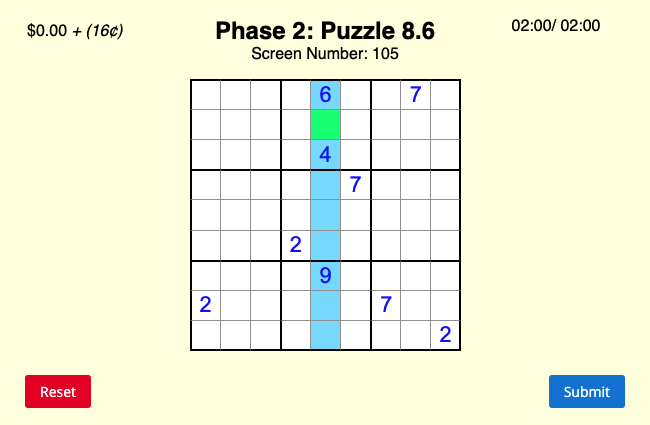 $0.00 + (16¢)
Phase 2: Puzzle 8.6
02:00/ 02:00
Screen Number: 105
6 7
4
7
2
9
2 7
2
Reset
Submit